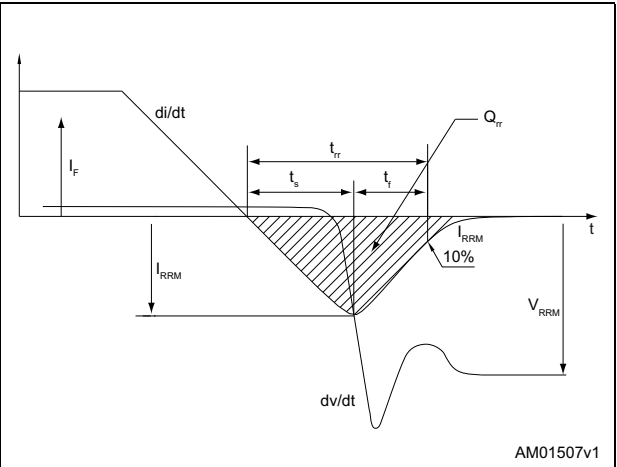 di/dt
Q_rr
t_rr
I_F
t_s
t_f
t
I_RRM
10%
I_RRM
V_RRM
dv/dt
AM01507v1